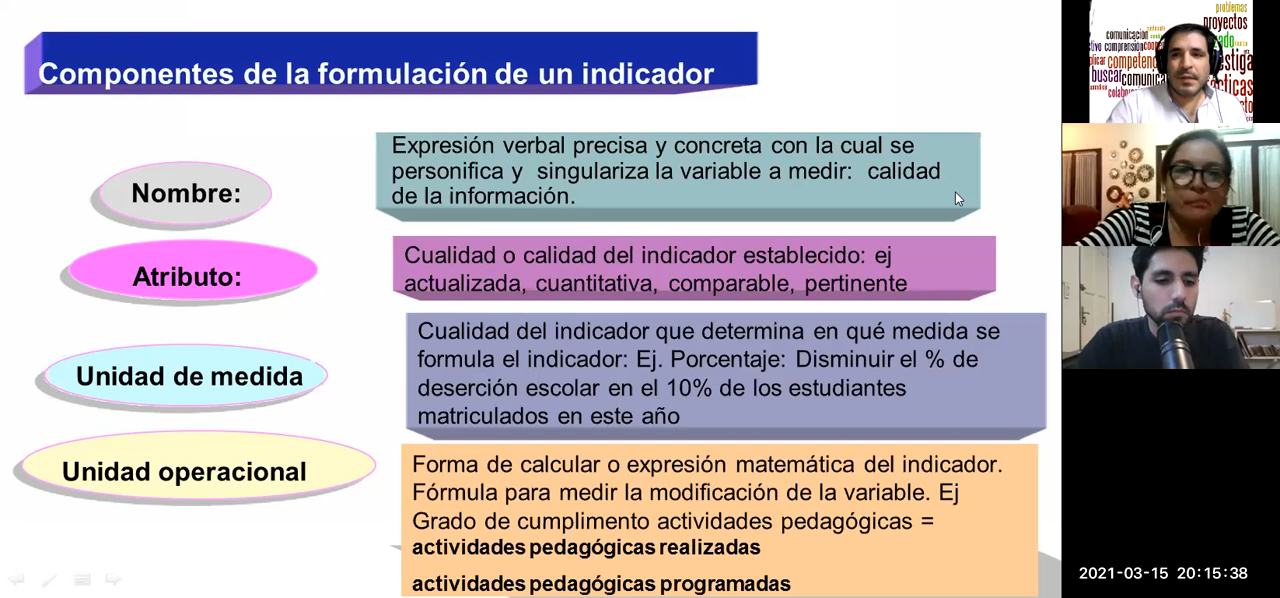 Componentes de la formulación de un indicador
Nombre:
Expresión verbal precisa y concreta con la cual se
personifica y singulariza la variable a medir: calidad
de la información.
Atributo:
Cualidad o calidad del indicador establecido: ej
actualizada, cuantitativa, comparable, pertinente
Unidad de medida
Cualidad del indicador que determina en qué medida se
formula el indicador: Ej. Porcentaje: Disminuir el % de
deserción escolar en el 10% de los estudiantes
matriculados en este año
Unidad operacional
Forma de calcular o expresión matemática del indicador.
Fórmula para medir la modificación de la variable. Ej
Grado de cumplimento actividades pedagógicas =
actividades pedagógicas realizadas
actividades pedagógicas programadas
problemas
proyectos
comunicación
comprensión
buscar
2021-03-15 20:15:38